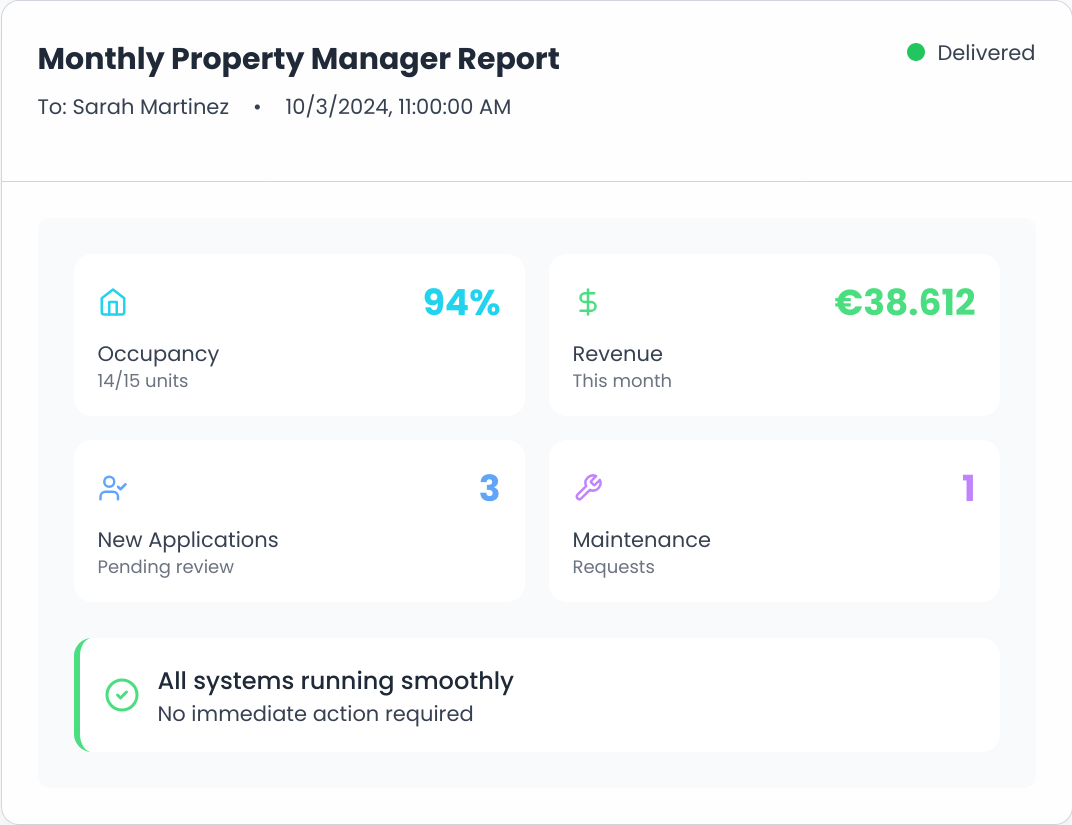 Monthly Property Manager Report
Delivered
To: Sarah Martinez • 10/3/2024, 11:00:00 AM
94%
Occupancy
14/15 units
€38.612
Revenue
This month
3
New Applications
Pending review
1
Maintenance
Requests
All systems running smoothly
No immediate action required